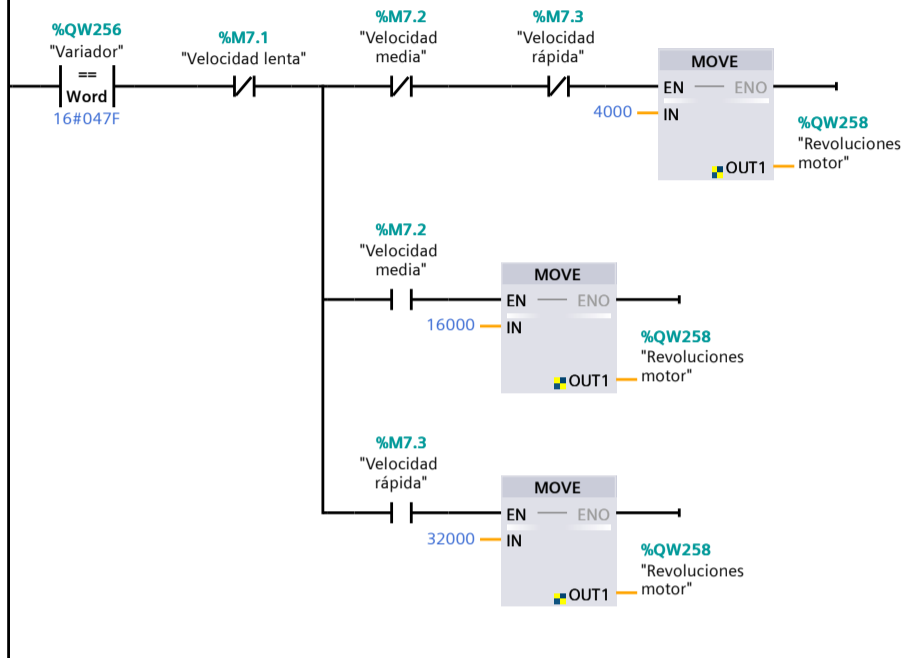 %QW256
"Variador"
==
Word
16#047F
%M7.1
"Velocidad lenta"
%M7.2
"Velocidad
media"
%M7.3
"Velocidad
rápida"
MOVE
EN
ENO
4000
IN
%QW258
"Revoluciones
motor"
OUT1
%M7.2
"Velocidad
media"
MOVE
EN
ENO
16000
IN
%QW258
"Revoluciones
motor"
OUT1
%M7.3
"Velocidad
rápida"
MOVE
EN
ENO
32000
IN
%QW258
"Revoluciones
motor"
OUT1